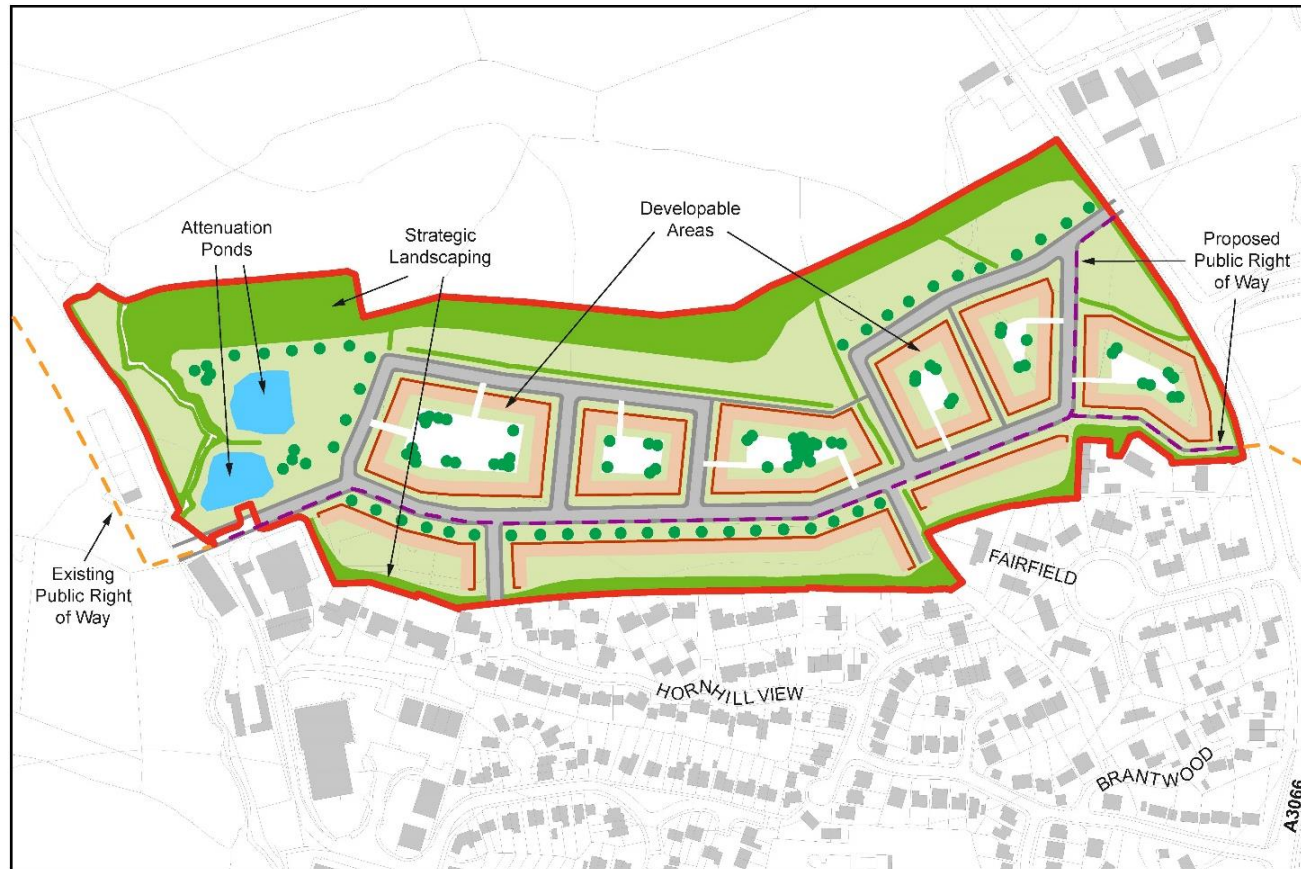 Attenuation
Ponds
Strategic
Landscaping
Developable
Areas
Proposed
Public Right
of Way
Existing
Public Right
of Way
FAIRFIELD
HORNHILL VIEW
BRANTWOOD
A3066